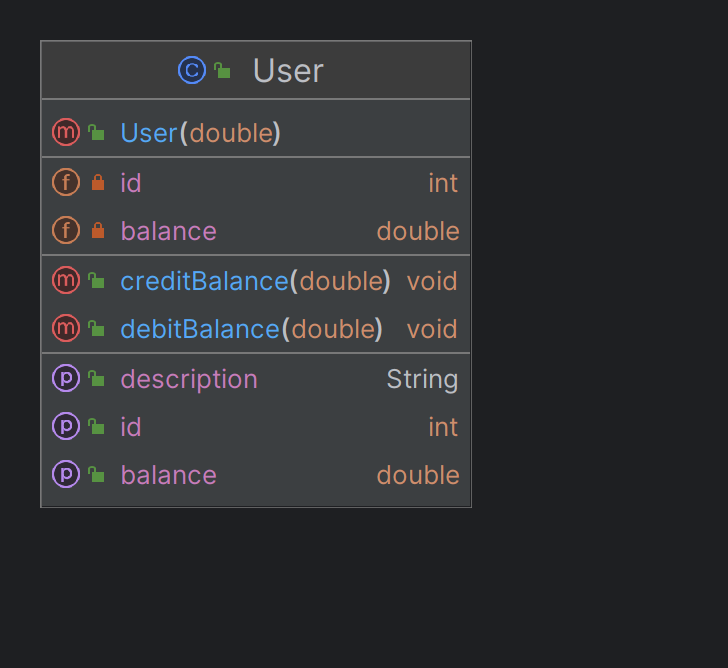 C User
m User(double)
f id int
f balance double
m creditBalance(double) void
m debitBalance(double) void
p description String
p id int
p balance double